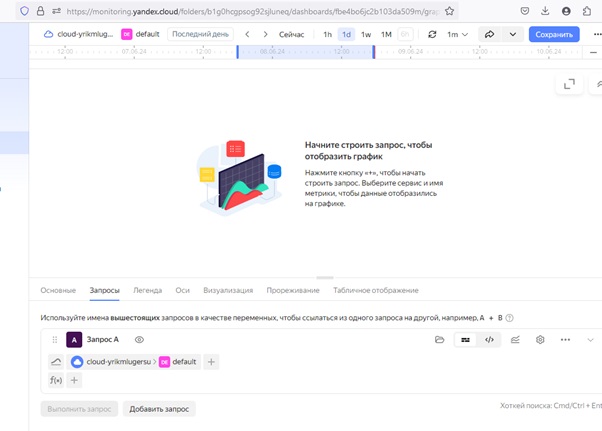 https://monitoring.yandex.cloud/folders/b1g0hcgpsog92sjluneq/dashboards/fbe4bo6jc2b103da509m/gra
cloud-yrikmlug... DE default Последний день Сейчас 1h 1d 1w 1M 6h 1m Сохранить
12:00 07.06.24 12:00 08.06.24 12:00 09.06.24 12:00 10.06.24
Начните строить запрос, чтобы
отобразить график
Нажмите кнопку «+», чтобы начать
строить запрос. Выберите сервис и имя
метрики, чтобы данные отобразились
на графике.
Основные Запросы Легенда Оси Визуализация Прореживание Табличное отображение
Используйте имена вышестоящих запросов в качестве переменных, чтобы ссылаться из одного запроса на другой, например, A + B
A Запрос A
cloud-yrikmlugersu DE default +
f(×) +
Выполнить запрос Добавить запрос Хоткей поиска: Cmd/Ctrl + Ent